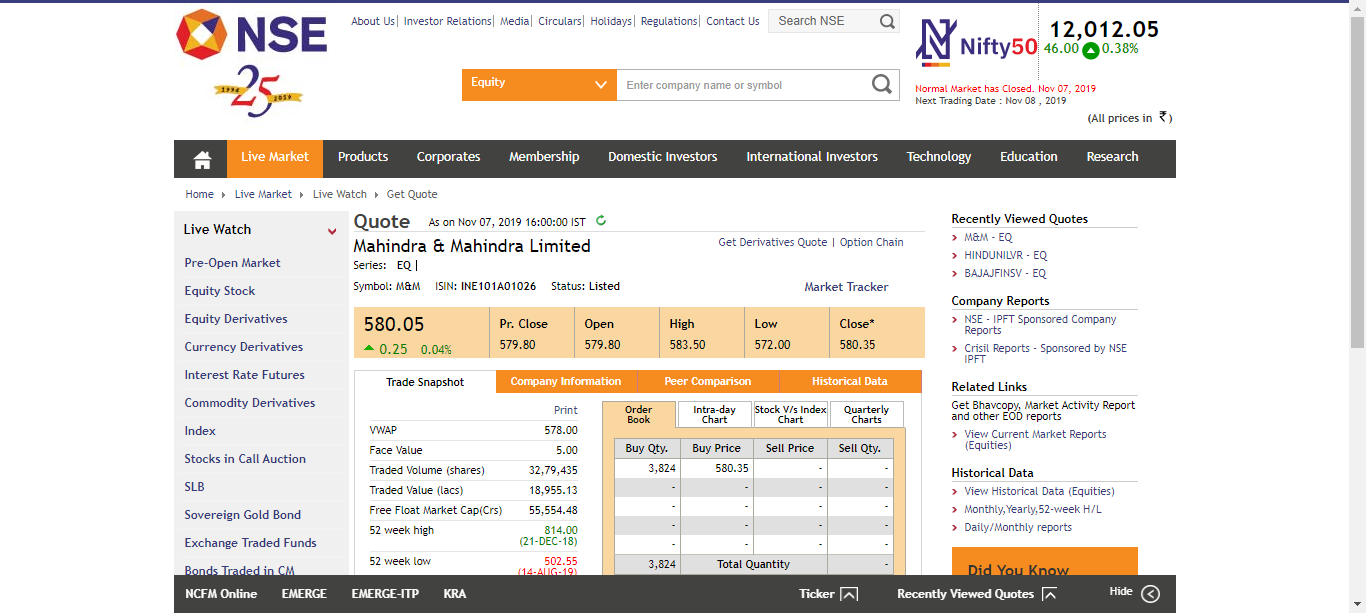 NSE
1994 25 2019
About Us| Investor Relations| Media| Circulars| Holidays| Regulations| Contact Us
Search NSE
Equity
Enter company name or symbol
Nifty50
12,012.05
46.00 0.38%
Normal Market has Closed. Nov 07, 2019
Next Trading Date : Nov 08 , 2019
(All prices in ₹)
Live Market Products Corporates Membership Domestic Investors International Investors Technology Education Research
Home Live Market Live Watch Get Quote
Live Watch
Pre-Open Market
Equity Stock
Equity Derivatives
Currency Derivatives
Interest Rate Futures
Commodity Derivatives
Index
Stocks in Call Auction
SLB
Sovereign Gold Bond
Exchange Traded Funds
Bonds Traded in CM
Quote As on Nov 07, 2019 16:00:00 IST
Mahindra & Mahindra Limited
Get Derivatives Quote | Option Chain
Series: EQ |
Symbol: M&M ISIN: INE101A01026 Status: Listed
Market Tracker
580.05
0.25 0.04%
Pr. Close Open High Low Close*
579.80 579.80 583.50 572.00 580.35
Trade Snapshot Company Information Peer Comparison Historical Data
Print
VWAP 578.00
Face Value 5.00
Traded Volume (shares) 32,79,435
Traded Value (lacs) 18,955.13
Free Float Market Cap(Crs) 55,554.48
52 week high 814.00
(21-DEC-18)
52 week low 502.55
(14-AUG-19)
Order Book
Intra-day Chart
Stock V/s Index Chart
Quarterly Charts
Buy Qty. Buy Price Sell Price Sell Qty.
3,824 580.35 - -
- - - -
- - - -
- - - -
- - - -
3,824 Total Quantity -
Recently Viewed Quotes
M&M - EQ
HINDUNILVR - EQ
BAJAJFINSV - EQ
Company Reports
NSE - IPFT Sponsored Company
Reports
Crisil Reports - Sponsored by NSE
IPFT
Related Links
Get Bhavcopy, Market Activity Report
and other EOD reports
View Current Market Reports
(Equities)
Historical Data
View Historical Data (Equities)
Monthly,Yearly,52-week H/L
Daily/Monthly reports
Did You Know
NCFM Online EMERGE EMERGE-ITP KRA Ticker Recently Viewed Quotes Hide